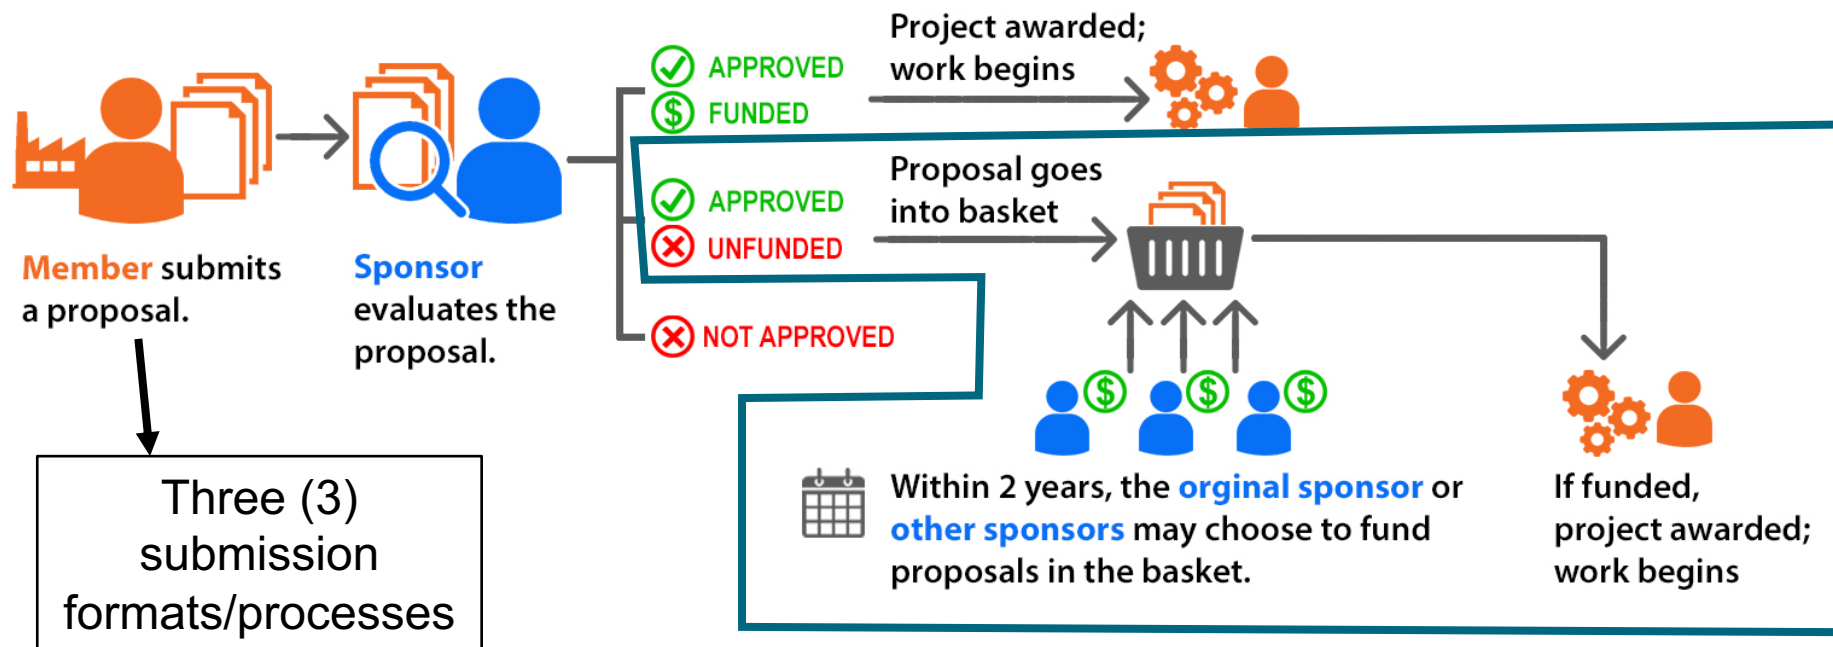 Member submits
a proposal.
Three (3)
submission
formats/processes
Sponsor
evaluates the
proposal.
APPROVED
$ FUNDED
Project awarded;
work begins
APPROVED
UNFUNDED
Proposal goes
into basket
NOT APPROVED
$ $ $
Within 2 years, the orginal sponsor or
other sponsors may choose to fund
proposals in the basket.
If funded,
project awarded;
work begins